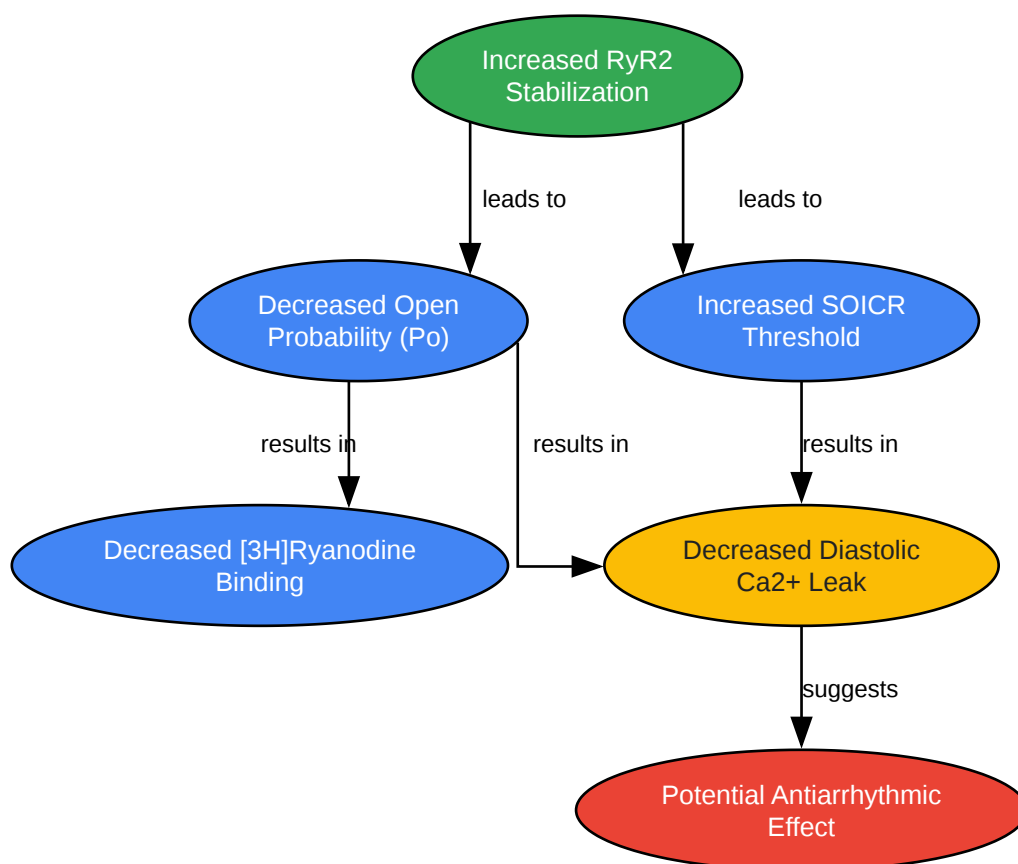 Increased RyR2
Stabilization
leads to
leads to
Decreased Open
Probability (Po)
Increased SOICR
Threshold
results in
results in
results in
Decreased [3H]Ryanodine
Binding
Decreased Diastolic
Ca2+ Leak
suggests
Potential Antiarrhythmic
Effect